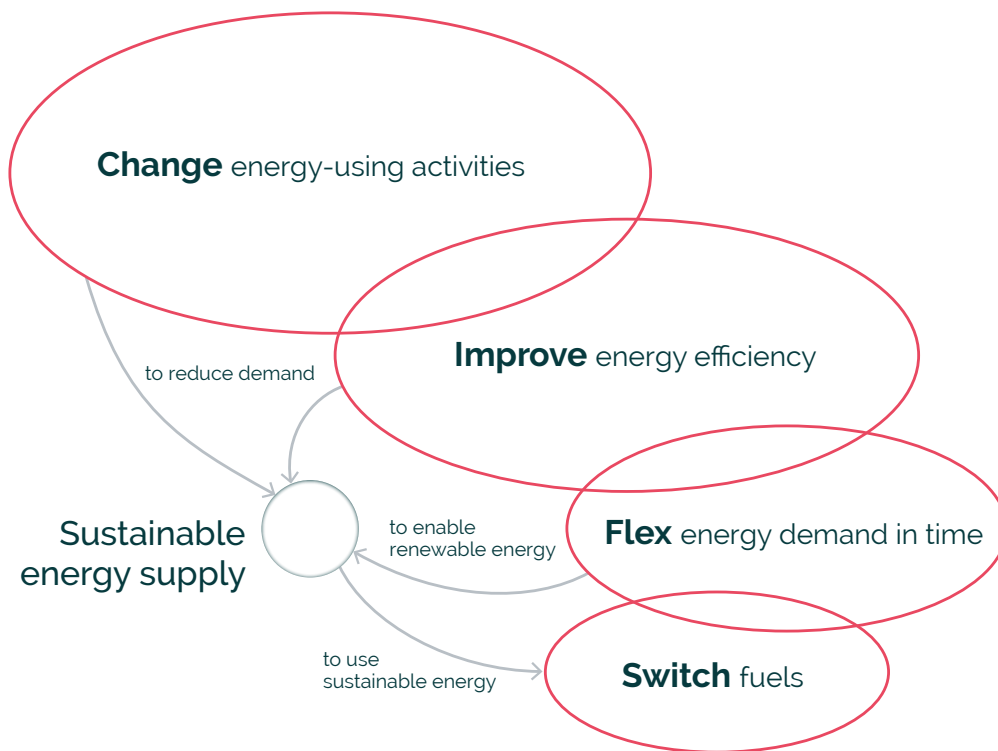 Change energy-using activities
Improve energy efficiency
to reduce demand
Sustainable
energy supply
to enable
renewable energy
Flex energy demand in time
to use
sustainable energy
Switch fuels